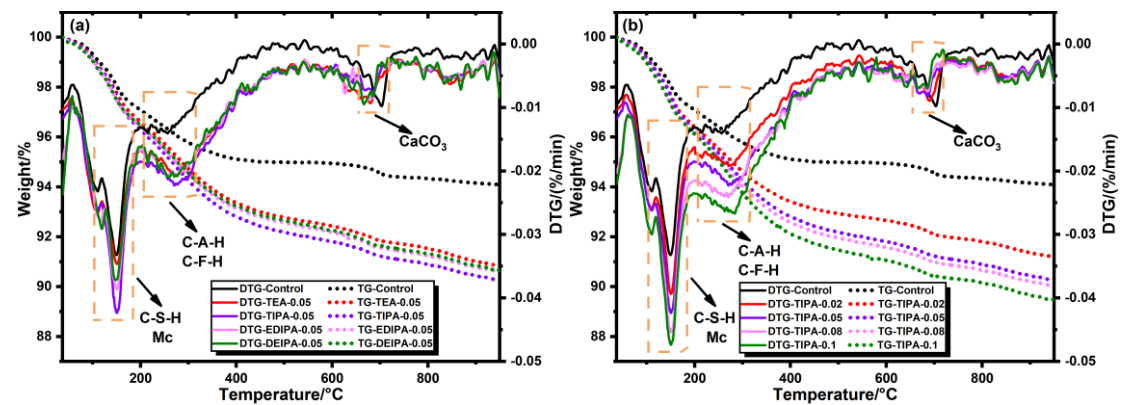 (a)
100
98
96
94
92
90
88
Weight/%
0.00
-0.01
-0.02
-0.03
-0.04
-0.05
DTG/(%/min)
CaCO3
C-A-H
C-F-H
C-S-H
Mc
DTG-Control TG-Control
DTG-TEA-0.05 TG-TEA-0.05
DTG-TIPA-0.05 TG-TIPA-0.05
DTG-EDIPA-0.05 TG-EDIPA-0.05
DTG-DEIPA-0.05 TG-DEIPA-0.05
200 400 600 800
Temperature/°C
(b)
100
98
96
94
92
90
88
Weight/%
0.00
-0.01
-0.02
-0.03
-0.04
-0.05
DTG/(%/min)
CaCO3
C-A-H
C-F-H
C-S-H
Mc
DTG-Control TG-Control
DTG-TIPA-0.02 TG-TIPA-0.02
DTG-TIPA-0.05 TG-TIPA-0.05
DTG-TIPA-0.08 TG-TIPA-0.08
DTG-TIPA-0.1 TG-TIPA-0.1
200 400 600 800
Temperature/°C